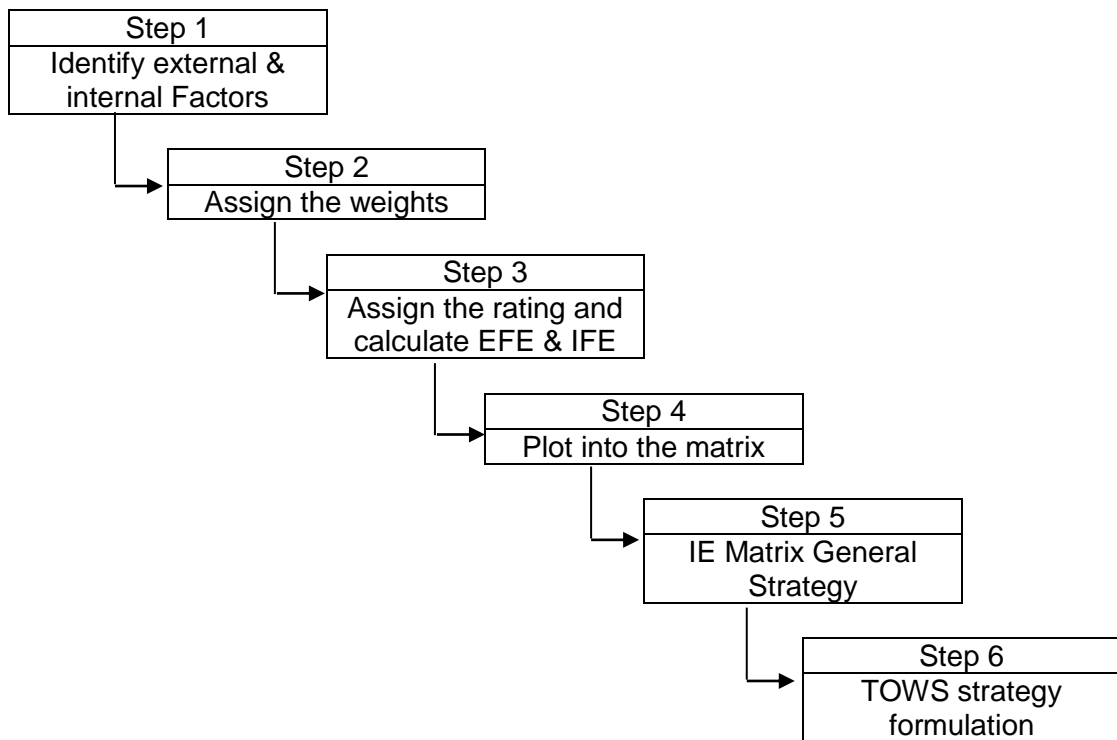 Step 1
Identify external &
internal Factors
Step 2
Assign the weights
Step 3
Assign the rating and
calculate EFE & IFE
Step 4
Plot into the matrix
Step 5
IE Matrix General
Strategy
Step 6
TOWS strategy
formulation